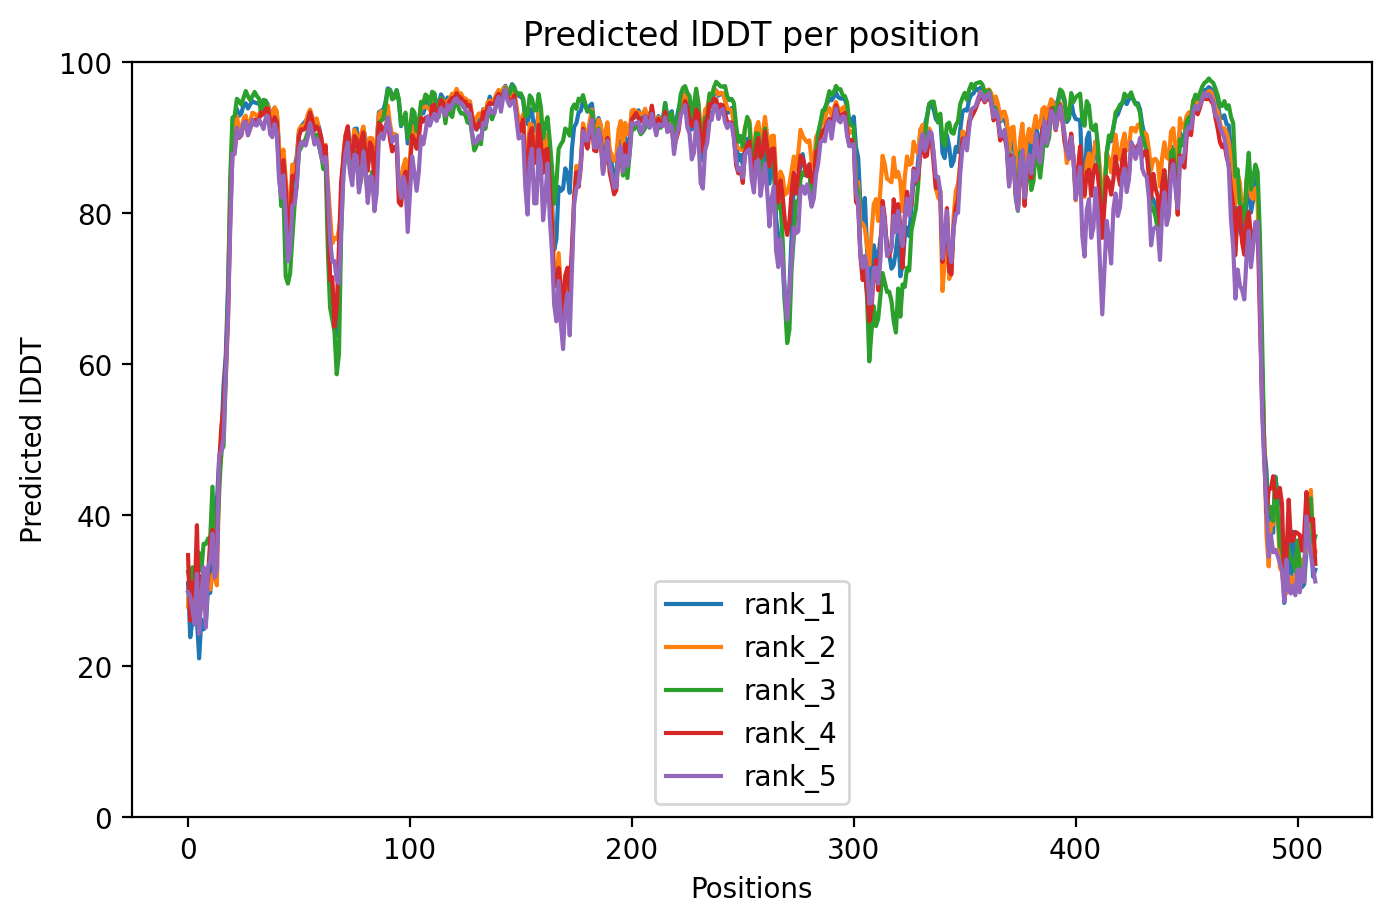 Predicted lDDT per position
100
80
60
40
20
0
Predicted lDDT
rank_1
rank_2
rank_3
rank_4
rank_5
0 100 200 300 400 500
Positions